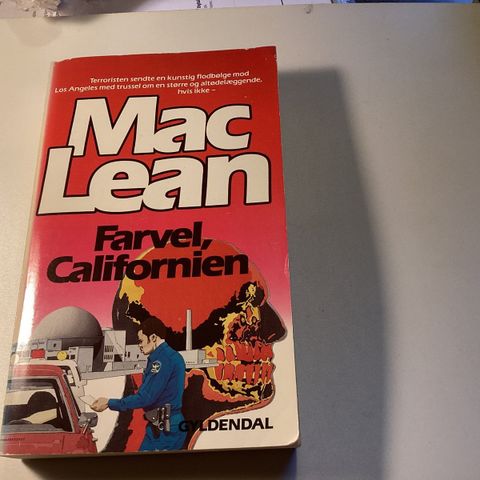 Terroristen sendte en kunstig flodbølge mod
Los Angeles med trussel om en større og altødelæggende,
hvis ikke –
Mac
Lean
Farvel,
Californien
GYLDENDAL